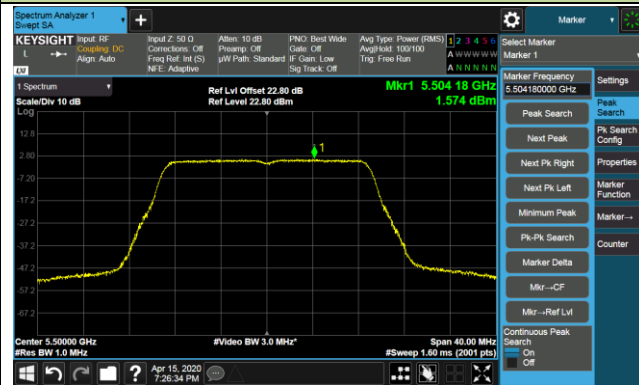 Spectrum Analyzer 1
Swept SA
Marker
KEYSIGHT
L
LXI
Input: RF
Coupling: DC
Align: Auto
Input Z: 50 Ω
Corrections: Off
Freq Ref: Int (S)
NFE: Adaptive
Atten: 10 dB
Preamp: Off
µW Path: Standard
PNO: Best Wide
Gate: Off
IF Gain: Low
Sig Track: Off
Avg Type: Power (RMS)
Avg|Hold: 100/100
Trig: Free Run
1 2 3 4 5 6
A W W W W W
A N N N N N
Select Marker
Marker 1
1 Spectrum
Scale/Div 10 dB
Log
Ref Lvl Offset 22.80 dB
Ref Level 22.80 dBm
Mkr1 5.504 18 GHz
1.574 dBm
12.8
2.80
-7.20
-17.2
-27.2
-37.2
-47.2
-57.2
-67.2
1
Center 5.50000 GHz
#Res BW 1.0 MHz
#Video BW 3.0 MHz*
Span 40.00 MHz
#Sweep 1.60 ms (2001 pts)
Marker Frequency
5.504180000 GHz
Peak Search
Next Peak
Next Pk Right
Next Pk Left
Minimum Peak
Pk-Pk Search
Marker Delta
Mkr→CF
Mkr→Ref Lvl
Continuous Peak
Search
On
Off
Settings
Peak
Search
Pk Search
Config
Properties
Marker
Function
Marker→
Counter
?
Apr 15, 2020
7:26:34 PM